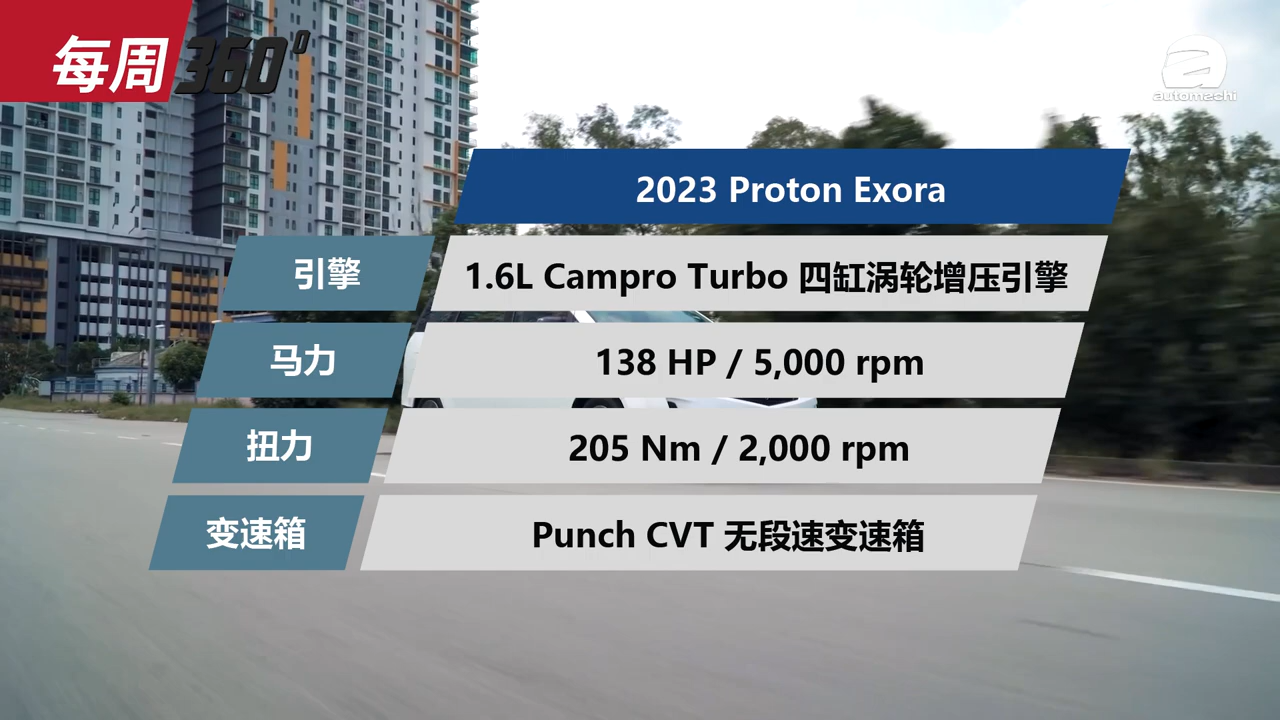 每周360°
automachi
2023 Proton Exora
引擎 1.6L Campro Turbo 四缸涡轮增压引擎
马力 138 HP / 5,000 rpm
扭力 205 Nm / 2,000 rpm
变速箱 Punch CVT 无段速变速箱